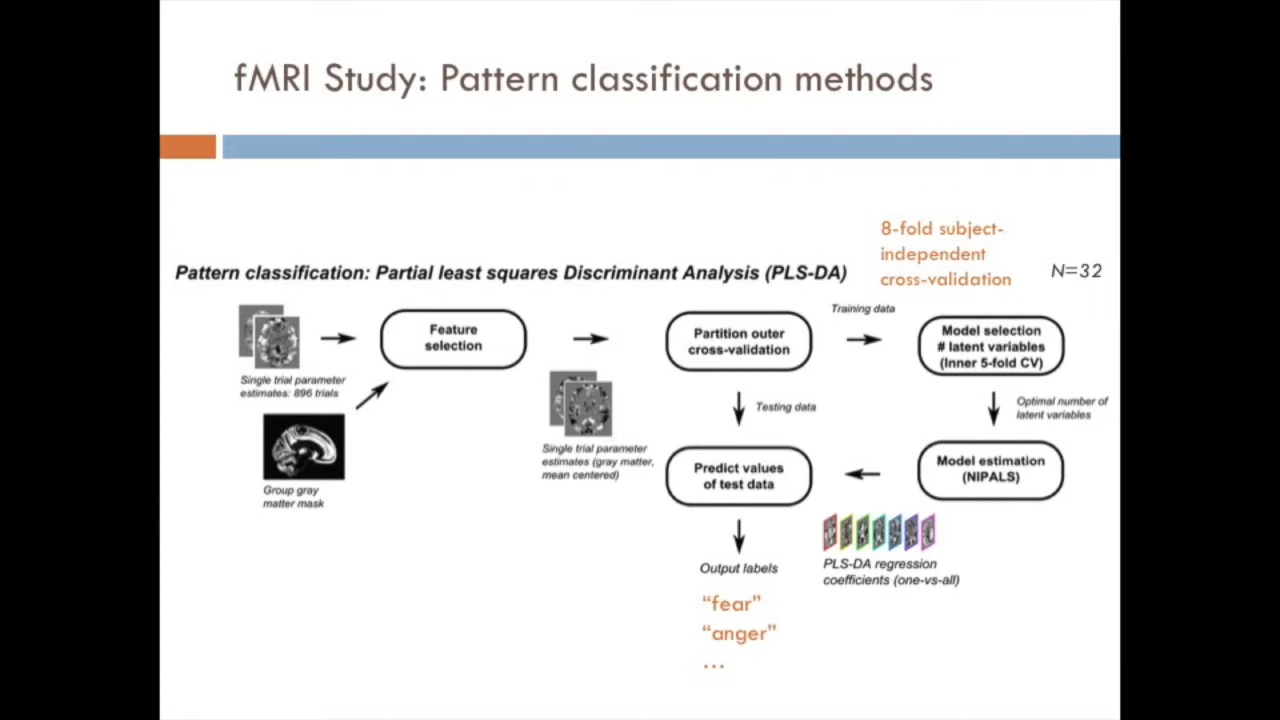 fMRI Study: Pattern classification methods
8-fold subject-
independent
cross-validation
Pattern classification: Partial least squares Discriminant Analysis (PLS-DA)
N=32
Single trial parameter
estimates: 896 trials
Group gray
matter mask
Feature
selection
Single trial parameter
estimates (gray matter,
mean centered)
Partition outer
cross-validation
Training data
Model selection
# latent variables
(Inner 5-fold CV)
Testing data
Optimal number of
latent variables
Model estimation
(NIPALS)
Predict values
of test data
PLS-DA regression
coefficients (one-vs-all)
Output labels
“fear”
“anger”
...